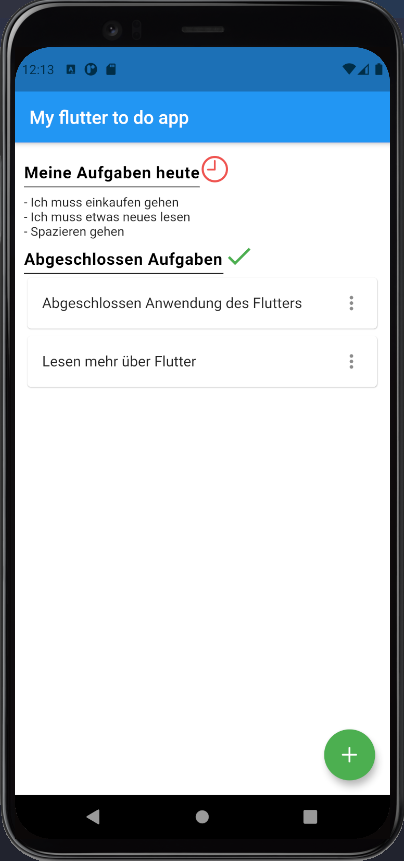 12:13
My flutter to do app
Meine Aufgaben heute
- Ich muss einkaufen gehen
- Ich muss etwas neues lesen
- Spazieren gehen
Abgeschlossen Aufgaben
Abgeschlossen Anwendung des Flutters
Lesen mehr über Flutter